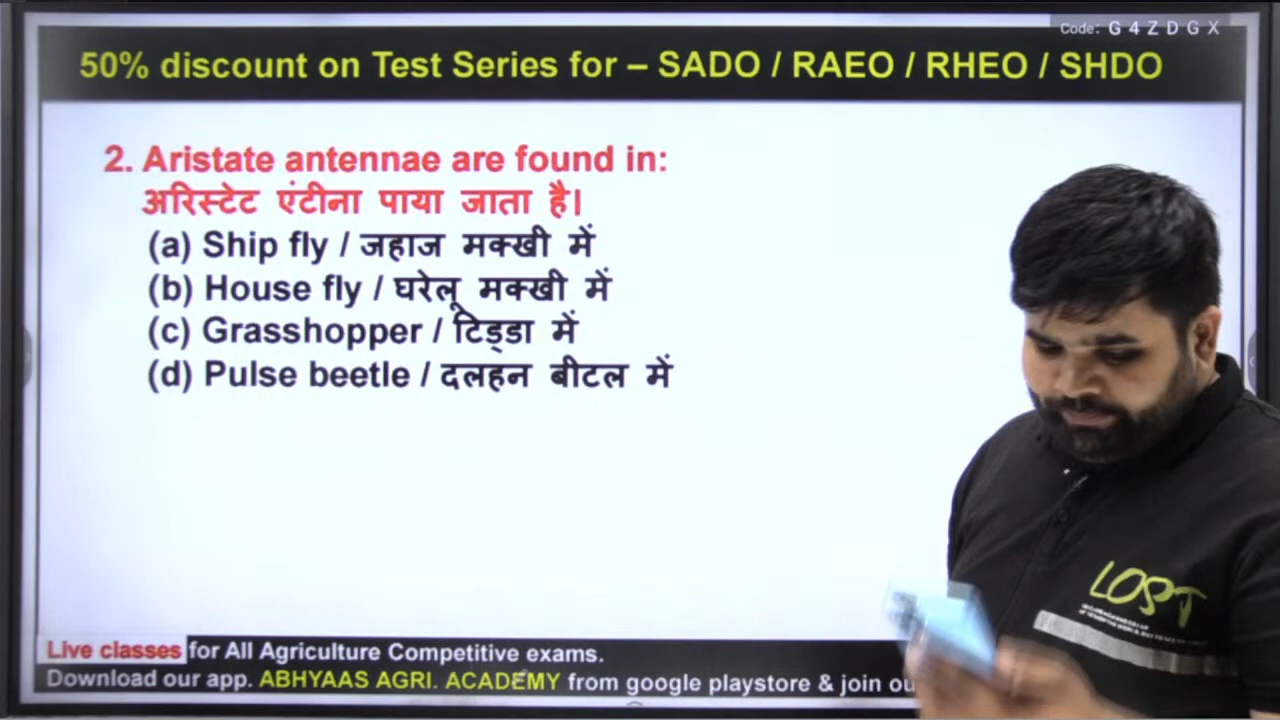 Code: G 4 Z D G X
50% discount on Test Series for – SADO / RAEO / RHEO / SHDO
2. Aristate antennae are found in:
अरिस्टेट एंटीना पाया जाता है।
(a) Ship fly / जहाज मक्खी में
(b) House fly / घरेलू मक्खी में
(c) Grasshopper / टिड्डा में
(d) Pulse beetle / दलहन बीटल में
LOST
Live classes for All Agriculture Competitive exams.
Download our app. ABHYAAS AGRI. ACADEMY from google playstore & join ou